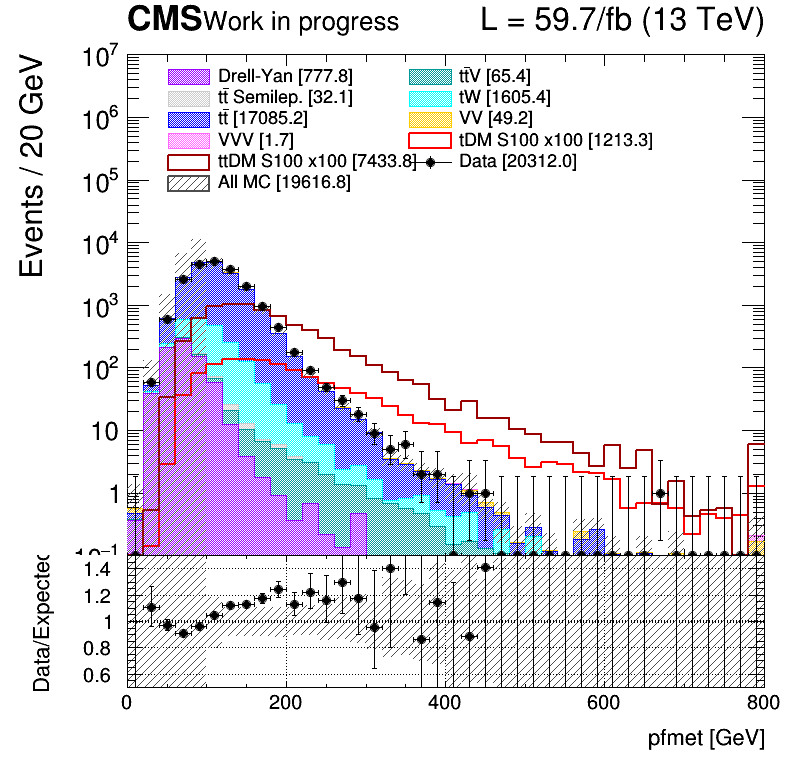 CMS Work in progress L = 59.7/fb (13 TeV)
Events / 20 GeV
10⁷
10⁶
10⁵
10⁴
10³
10²
10
1
10⁻¹
Drell-Yan [777.8]
tt̄ Semilep. [32.1]
tt̄ [17085.2]
VVV [1.7]
ttDM S100 x100 [7433.8]
All MC [19616.8]
tt̄V [65.4]
tW [1605.4]
VV [49.2]
tDM S100 x100 [1213.3]
Data [20312.0]
Data/Expected
1.4
1.2
1
0.8
0.6
0 200 400 600 800
pfmet [GeV]